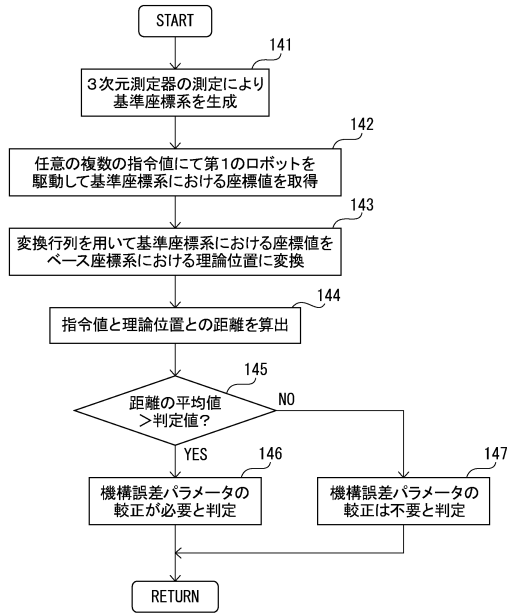 START
141
3次元測定器の測定により
基準座標系を生成
142
任意の複数の指令値にて第1のロボットを
駆動して基準座標系における座標値を取得
143
変換行列を用いて基準座標系における座標値を
ベース座標系における理論位置に変換
144
指令値と理論位置との距離を算出
145
距離の平均値
>判定値?
NO
YES
146
機構誤差パラメータの
較正が必要と判定
147
機構誤差パラメータの
較正は不要と判定
RETURN